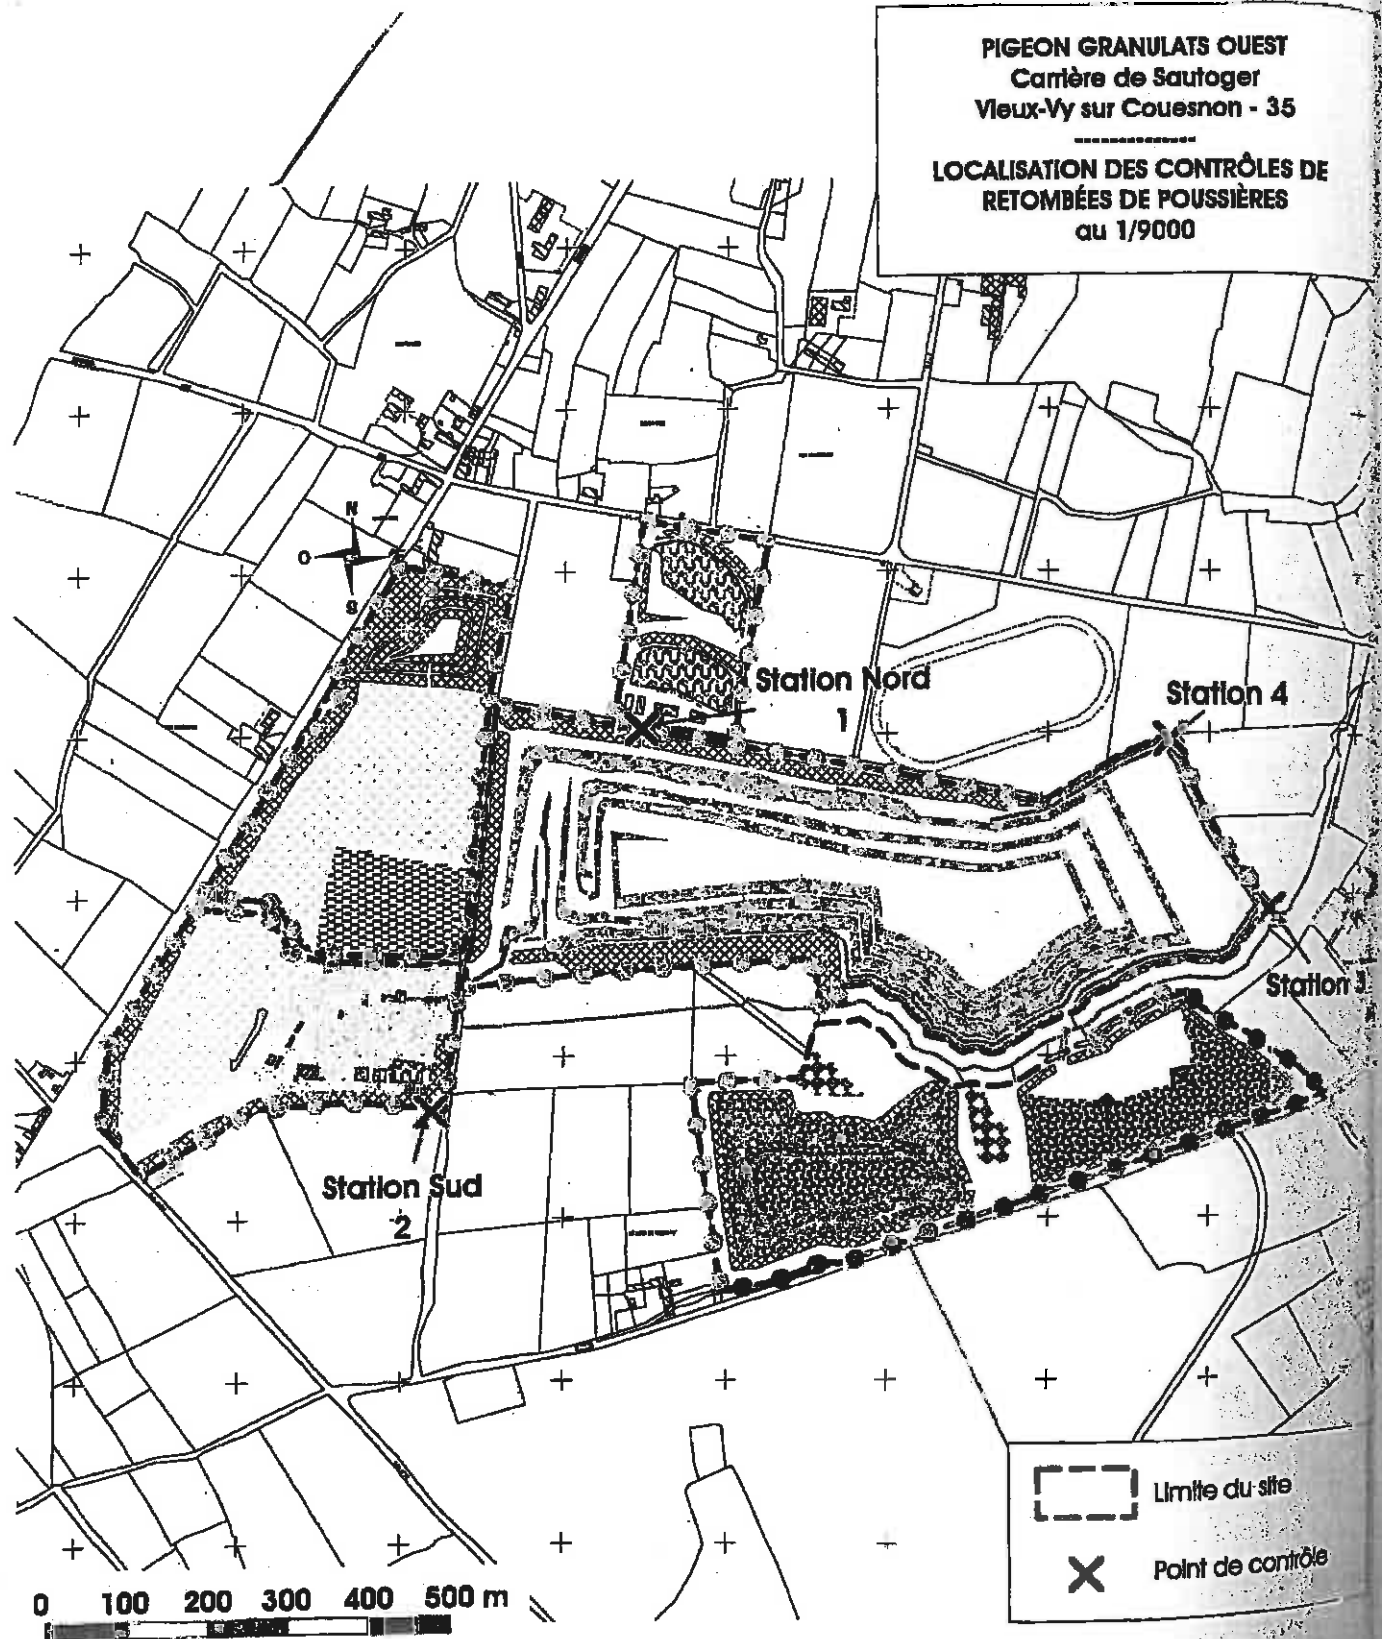 PIGEON GRANULATS OUEST
Carrière de Sautoger
Vieux-Vy sur Couesnon - 35
LOCALISATION DES CONTRÔLES DE
RETOMBÉES DE POUSSIÈRES
au 1/9000
N
O
S
Station Nord
1
Station 4
Station 3
Station Sud
2
Limite du site
Point de contrôle
0 100 200 300 400 500 m